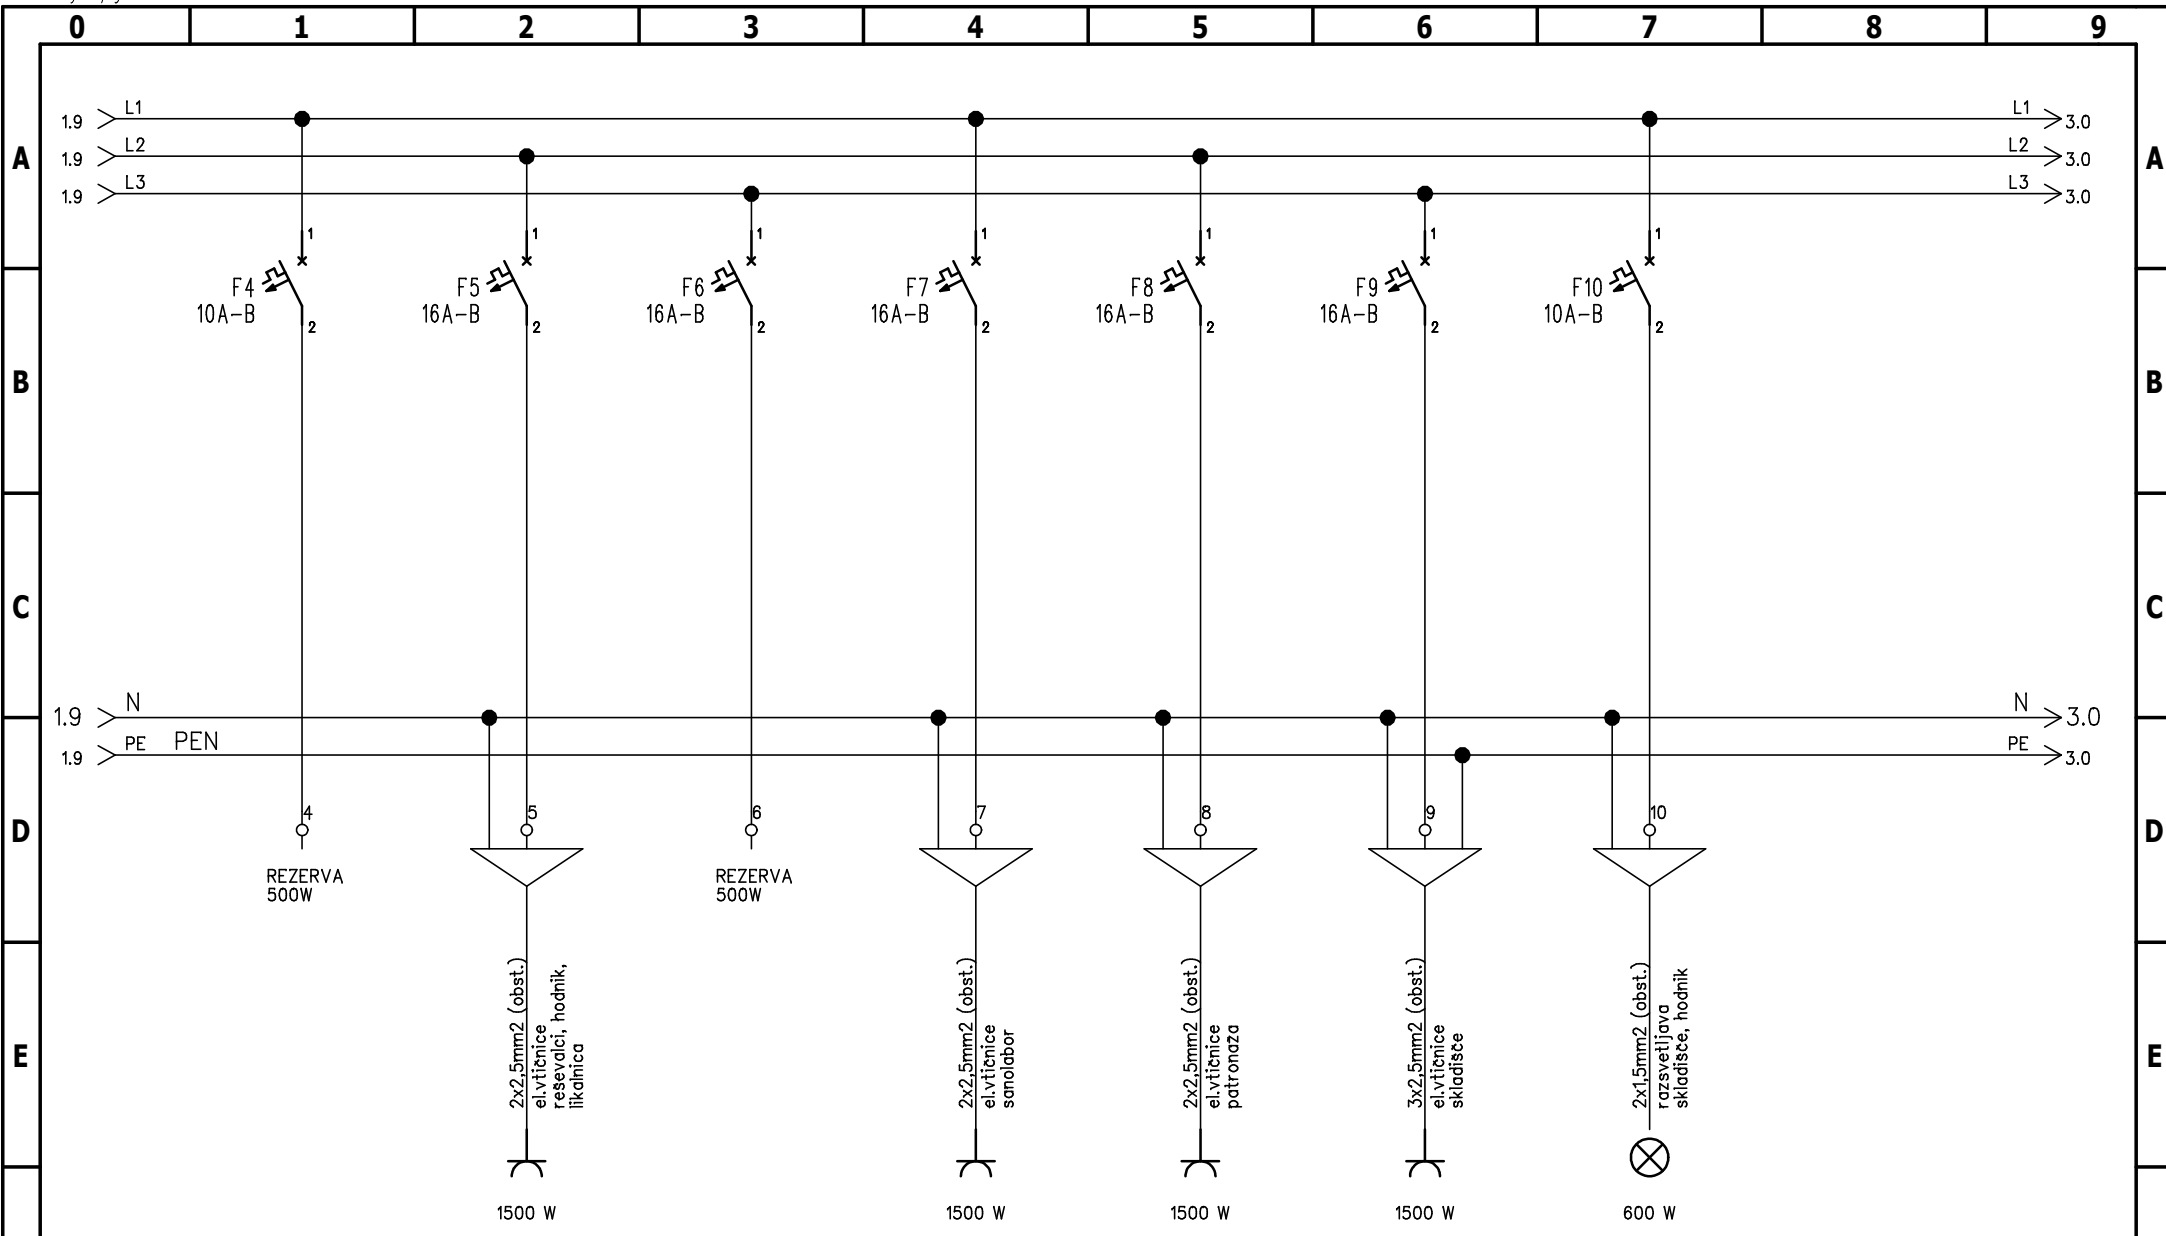 0 1 2 3 4 5 6 7 8 9
1.9 L1 L1 3.0
A 1.9 L2 L2 3.0 A
1.9 L3 L3 3.0
1 1 1 1 1 1 1
F4 F5 F6 F7 F8 F9 F10
10A-B 16A-B 16A-B 16A-B 16A-B 16A-B 10A-B
2 2 2 2 2 2 2
B B
C C
1.9 N N 3.0
1.9 PE PEN PE 3.0
4 5 6 7 8 9 10
D D
REZERVA
500W
REZERVA
500W
E E
2x2,5mm2 (obst.)
el.vtičnice
reševalci, hodnik,
likalnica
2x2,5mm2 (obst.)
el.vtičnice
sanolabor
2x2,5mm2 (obst.)
el.vtičnice
patronaža
3x2,5mm2 (obst.)
el.vtičnice
skladišče
2x1,5mm2 (obst.)
razsvetljava
skladišče, hodnik
1500 W 1500 W 1500 W 1500 W 600 W